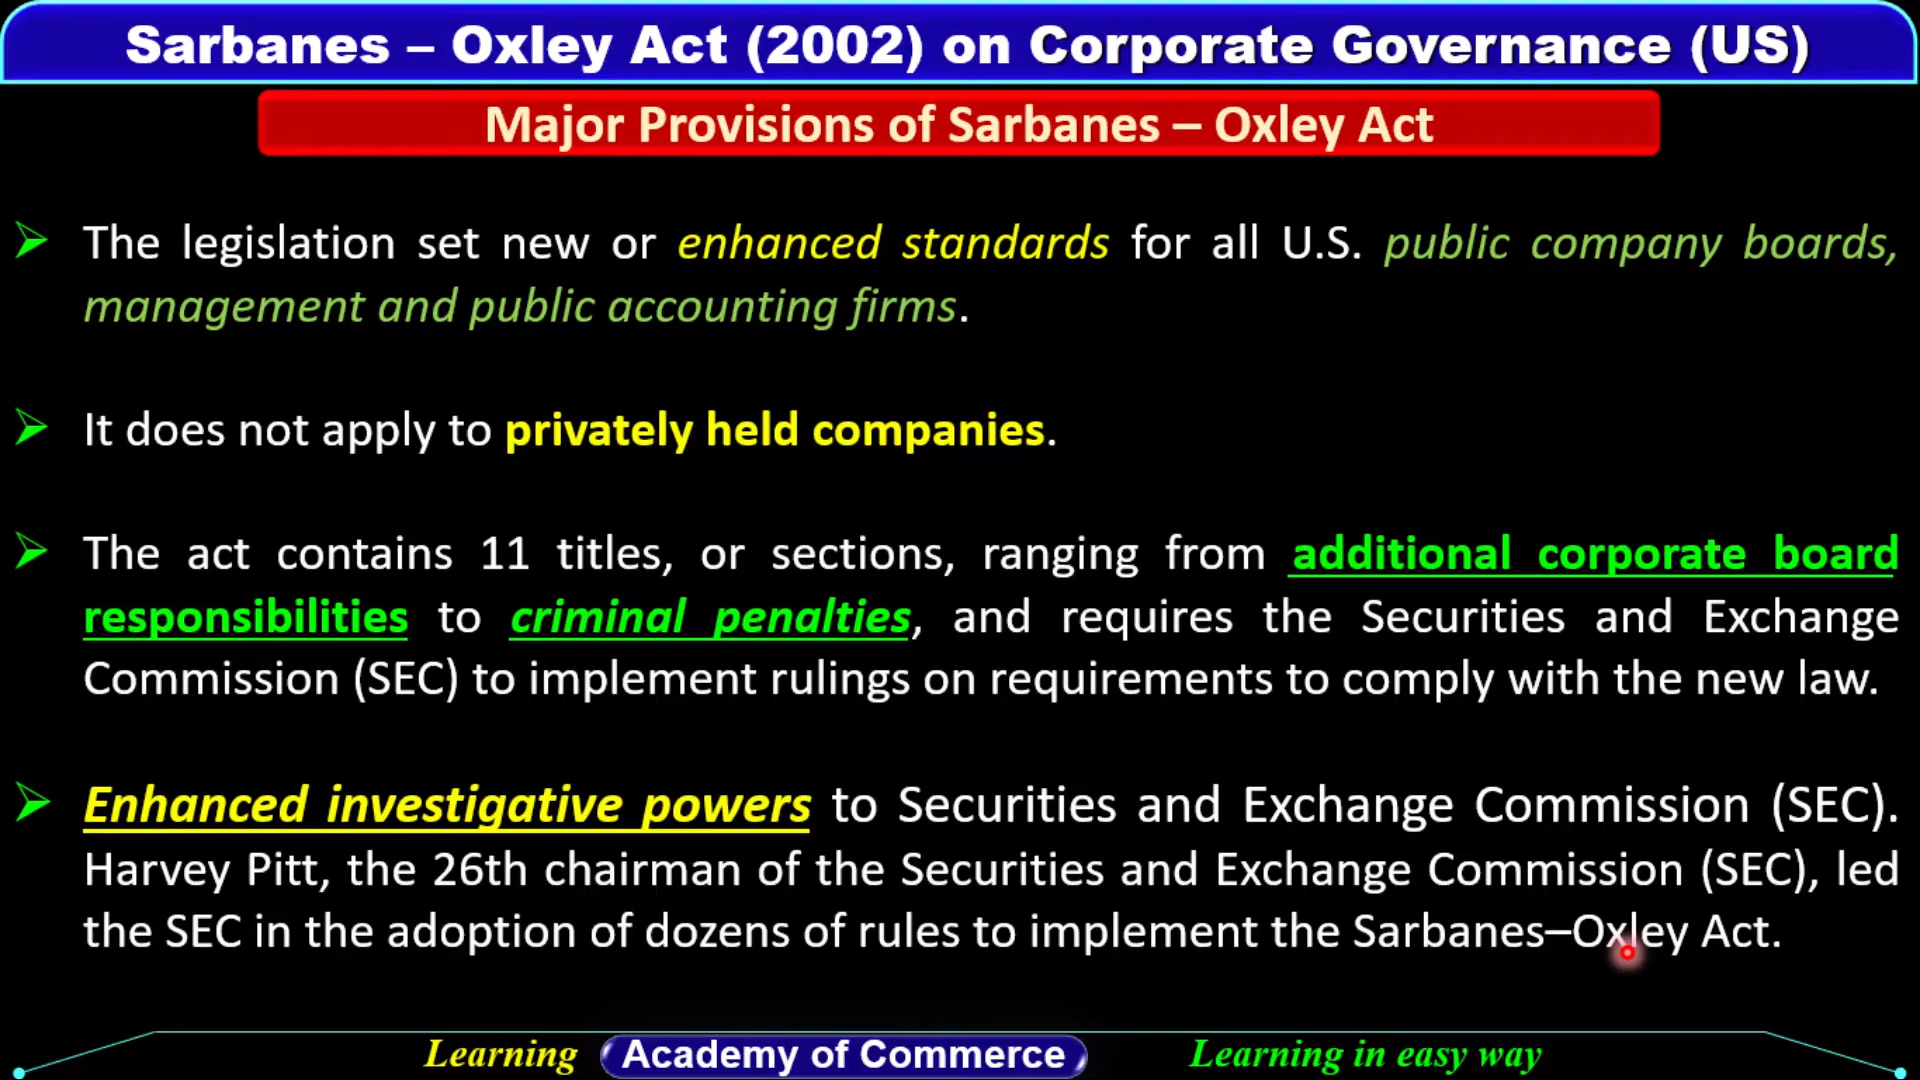 Sarbanes – Oxley Act (2002) on Corporate Governance (US)
Major Provisions of Sarbanes – Oxley Act
The legislation set new or enhanced standards for all U.S. public company boards,
management and public accounting firms.
It does not apply to privately held companies.
The act contains 11 titles, or sections, ranging from additional corporate board
responsibilities to criminal penalties, and requires the Securities and Exchange
Commission (SEC) to implement rulings on requirements to comply with the new law.
Enhanced investigative powers to Securities and Exchange Commission (SEC).
Harvey Pitt, the 26th chairman of the Securities and Exchange Commission (SEC), led
the SEC in the adoption of dozens of rules to implement the Sarbanes–Oxley Act.
Learning Academy of Commerce Learning in easy way